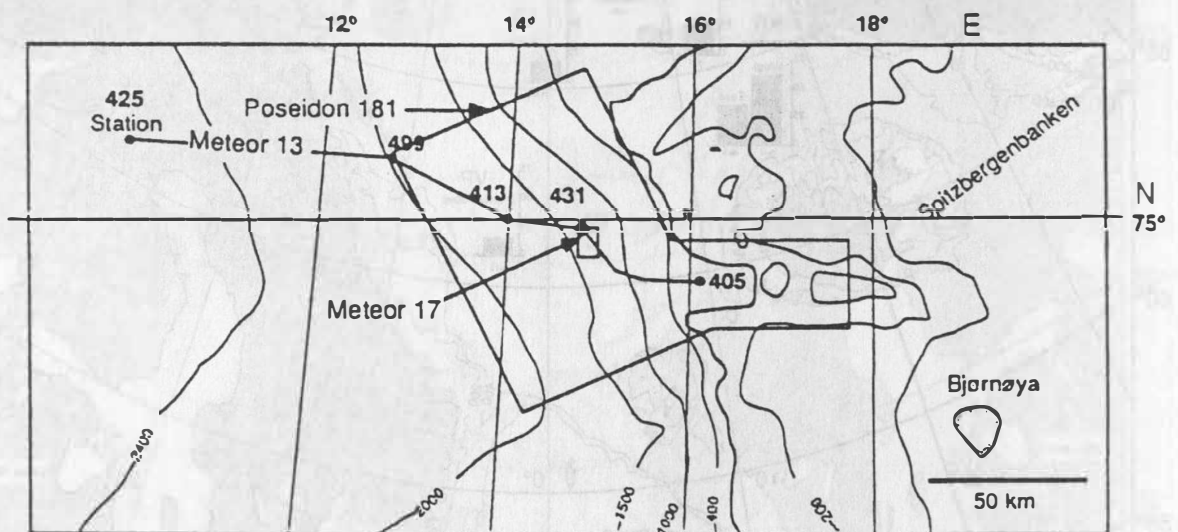 12° 14° 16° 18° E
425
Station
Poseidon 181
Meteor 13
499
413
431
N
75°
Spitzbergenbanken
405
Meteor 17
Bjørnøya
50 km
2400
2000
1500
1000
400
200